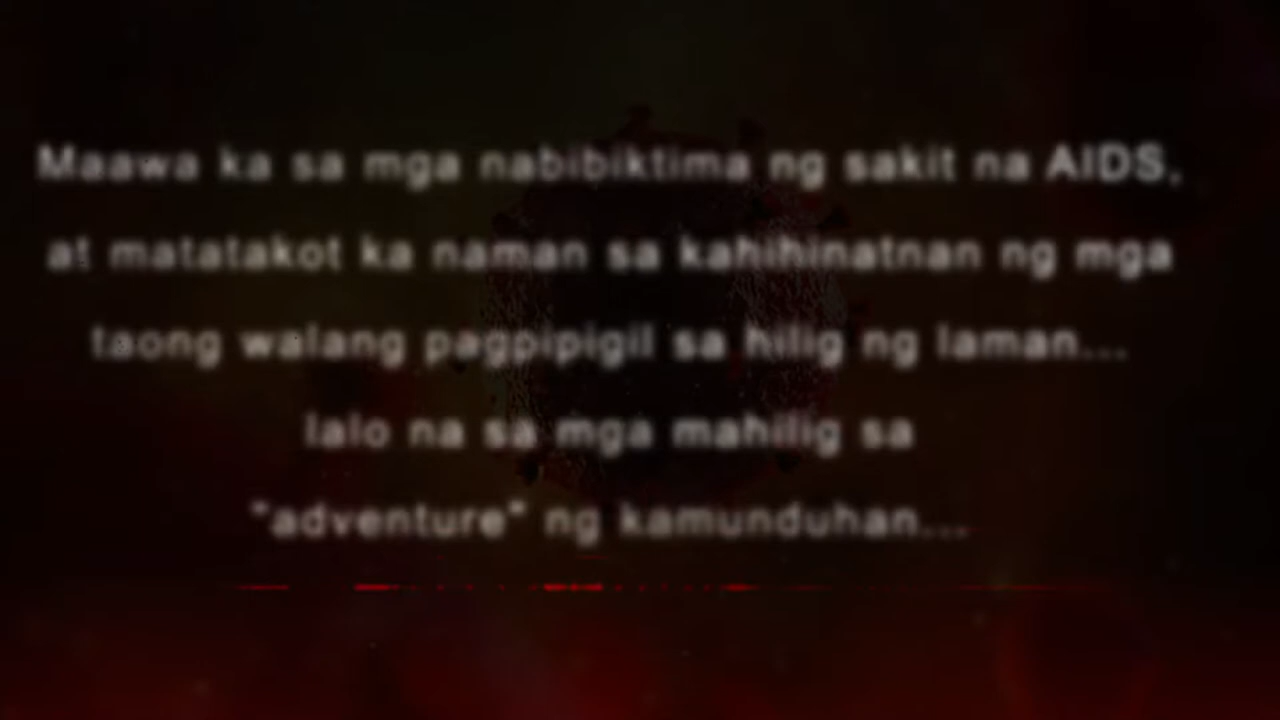 Maawa ka sa mga nabibiktima ng sakit na AIDS,
at matatakot ka naman sa kahihinatnan ng mga
taong walang pagpipigil sa hilig ng laman...
lalo na sa mga mahilig sa
"adventure" ng kamunduhan...